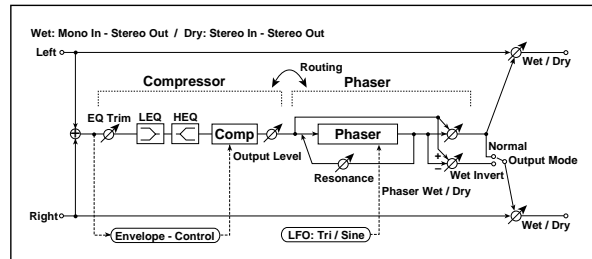 Wet: Mono In - Stereo Out / Dry: Stereo In - Stereo Out
Left
Wet / Dry
Routing
Compressor
Phaser
EQ Trim
LEQ
HEQ
Comp
Phaser
Output Level
Resonance
+
−
Normal
Output Mode
Wet Invert
Phaser Wet / Dry
Right
Wet / Dry
Envelope - Control
LFO: Tri / Sine